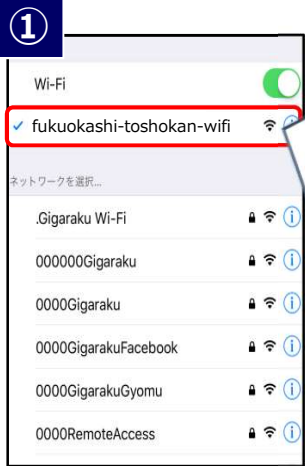 ①
Wi-Fi
fukuokashi-toshokan-wifi
ネットワークを選択...
.Gigaraku Wi-Fi
000000Gigaraku
0000Gigaraku
0000GigarakuFacebook
0000GigarakuGyomu
0000RemoteAccess